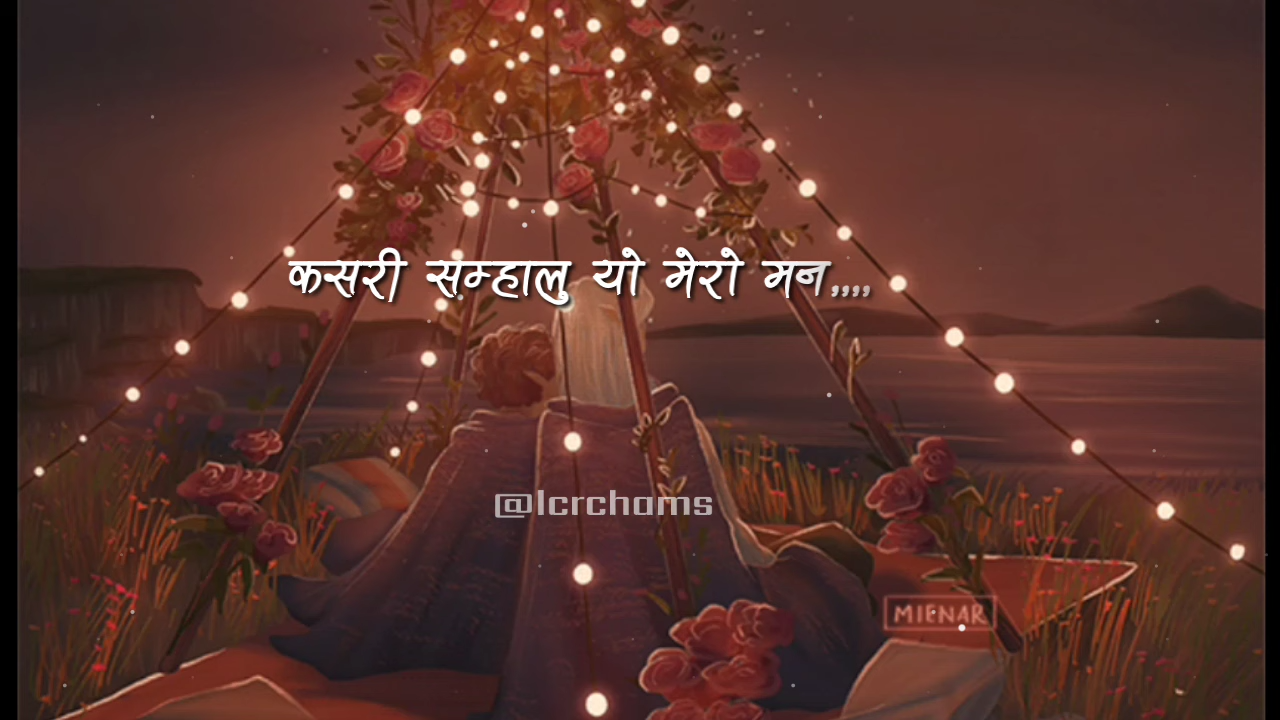 कसरी सम्हालु यो मेरो मन,,,,
@lcrchams
MIENAR